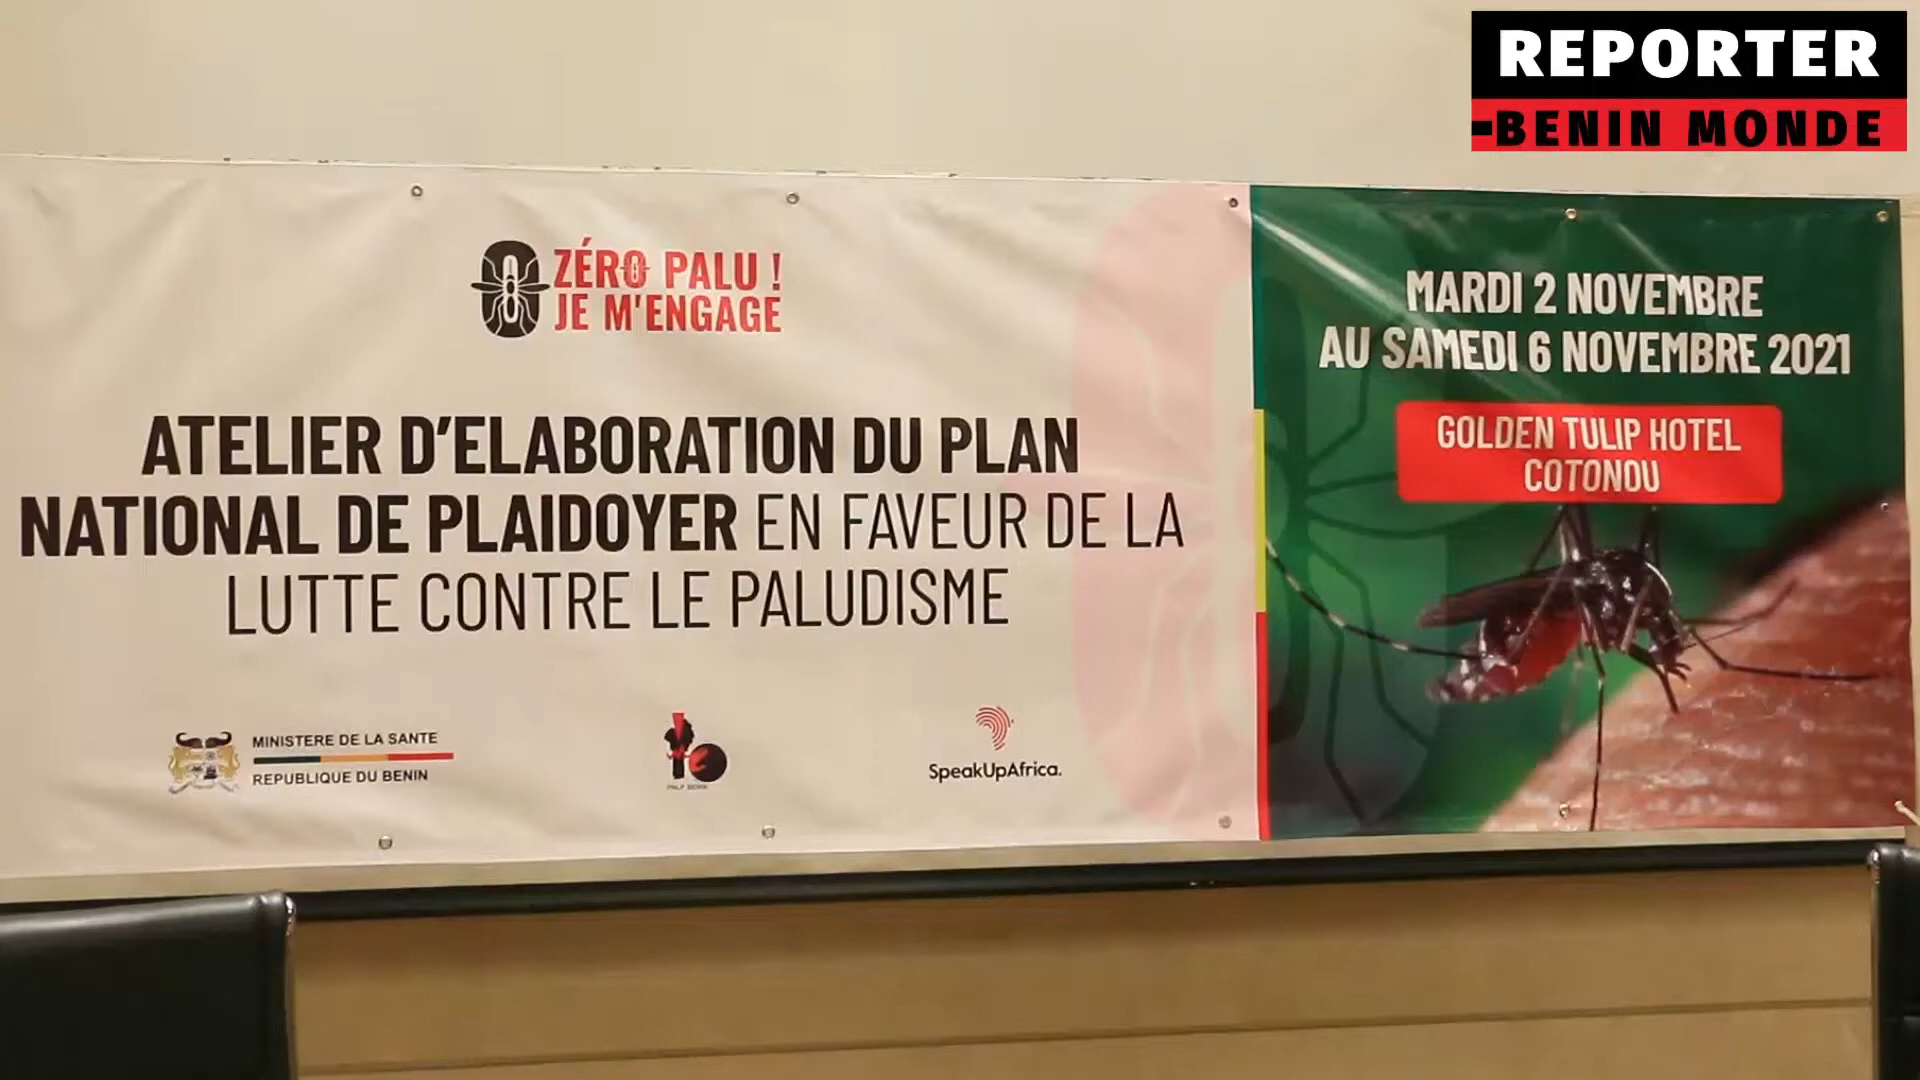 REPORTER
BENIN MONDE
ZÉRO PALU !
JE M'ENGAGE
ATELIER D'ELABORATION DU PLAN
NATIONAL DE PLAIDOYER EN FAVEUR DE LA
LUTTE CONTRE LE PALUDISME
MINISTERE DE LA SANTE
REPUBLIQUE DU BENIN
PNLP BENIN
SpeakUpAfrica.
MARDI 2 NOVEMBRE
AU SAMEDI 6 NOVEMBRE 2021
GOLDEN TULIP HOTEL
COTONOU